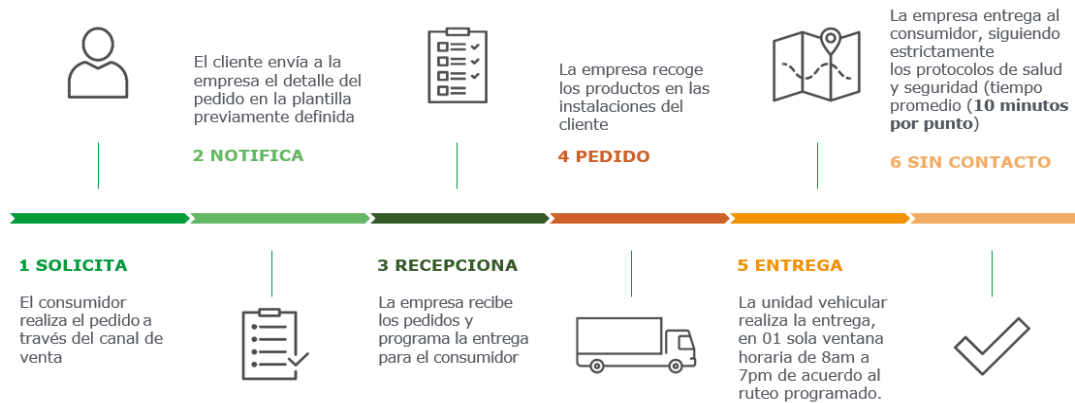 1 SOLICITA
El consumidor
realiza el pedido a
través del canal de
venta
El cliente envía a la
empresa el detalle del
pedido en la plantilla
previamente definida
2 NOTIFICA
3 RECEPCIONA
La empresa recibe
los pedidos y
programa la entrega
para el consumidor
La empresa recoge
los productos en las
instalaciones del
cliente
4 PEDIDO
5 ENTREGA
La unidad vehicular
realiza la entrega,
en 01 sola ventana
horaria de 8am a
7pm de acuerdo al
ruteo programado.
La empresa entrega al
consumidor, siguiendo
estrictamente
los protocolos de salud
y seguridad (tiempo
promedio (10 minutos
por punto)
6 SIN CONTACTO